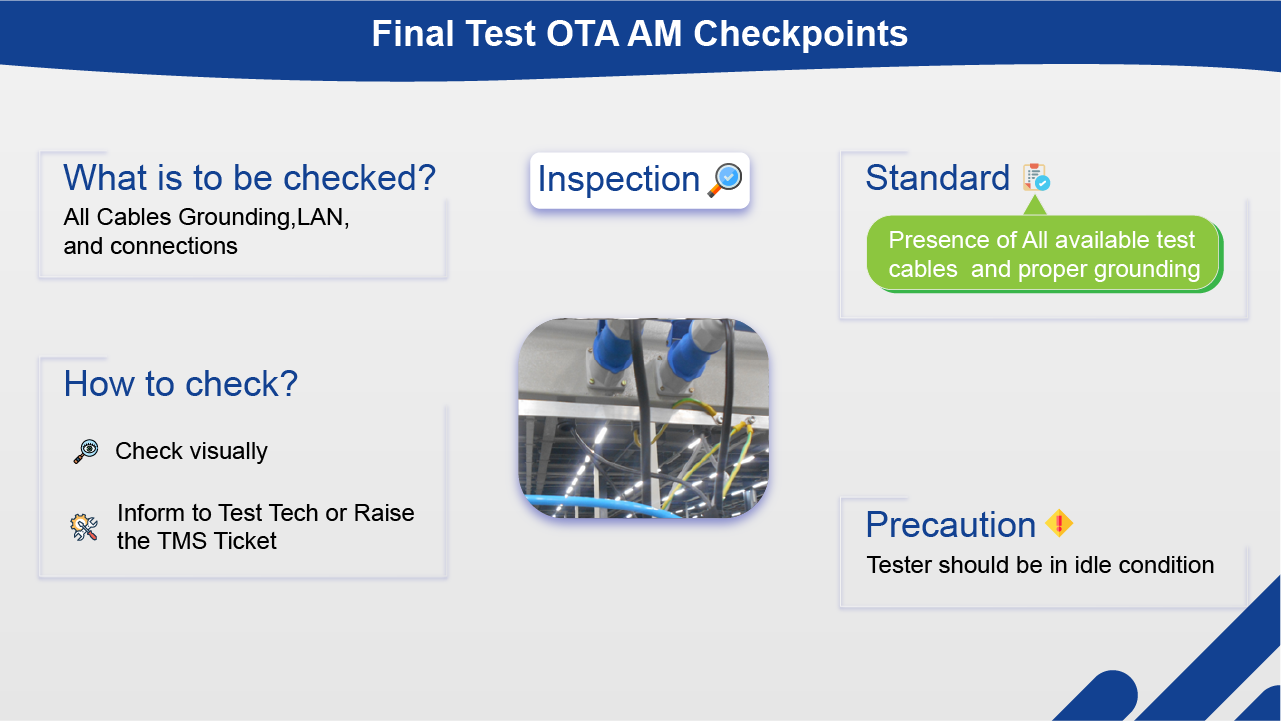 Final Test OTA AM Checkpoints
What is to be checked?
All Cables Grounding,LAN,
and connections
Inspection
Standard
Presence of All available test
cables and proper grounding
How to check?
Check visually
Inform to Test Tech or Raise
the TMS Ticket
Precaution
Tester should be in idle condition